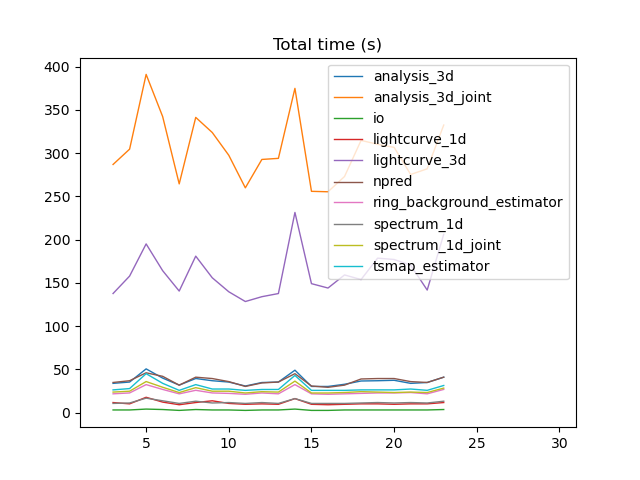 Total time (s)
400
350
300
250
200
150
100
50
0
5
10
15
20
25
30
analysis_3d
analysis_3d_joint
io
lightcurve_1d
lightcurve_3d
npred
ring_background_estimator
spectrum_1d
spectrum_1d_joint
tsmap_estimator